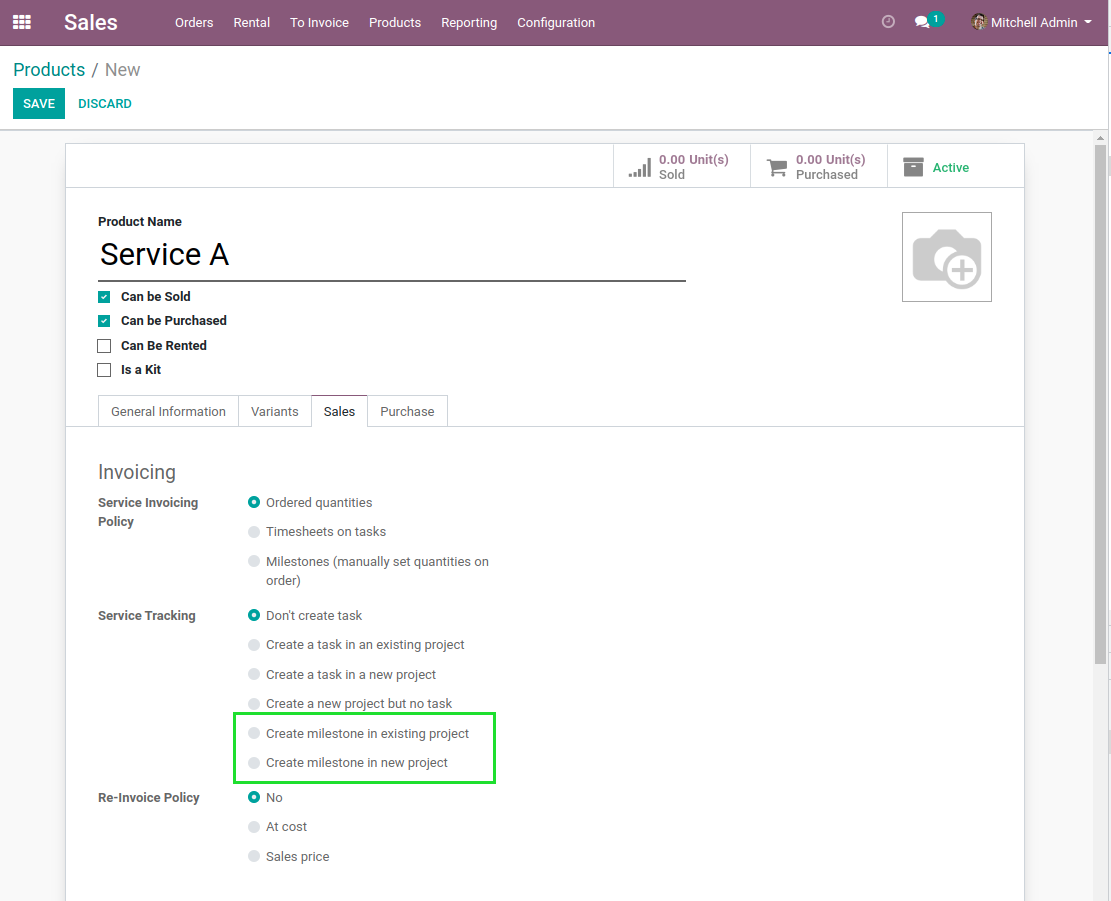 Sales Orders Rental To Invoice Products Reporting Configuration 1 Mitchell Admin
Products / New
SAVE DISCARD
0.00 Unit(s) Sold
0.00 Unit(s) Purchased
Active
Product Name
Service A
Can be Sold
Can be Purchased
Can Be Rented
Is a Kit
General Information Variants Sales Purchase
Invoicing
Service Invoicing
Policy
Ordered quantities
Timesheets on tasks
Milestones (manually set quantities on
order)
Service Tracking
Don't create task
Create a task in an existing project
Create a task in a new project
Create a new project but no task
Create milestone in existing project
Create milestone in new project
Re-Invoice Policy
No
At cost
Sales price